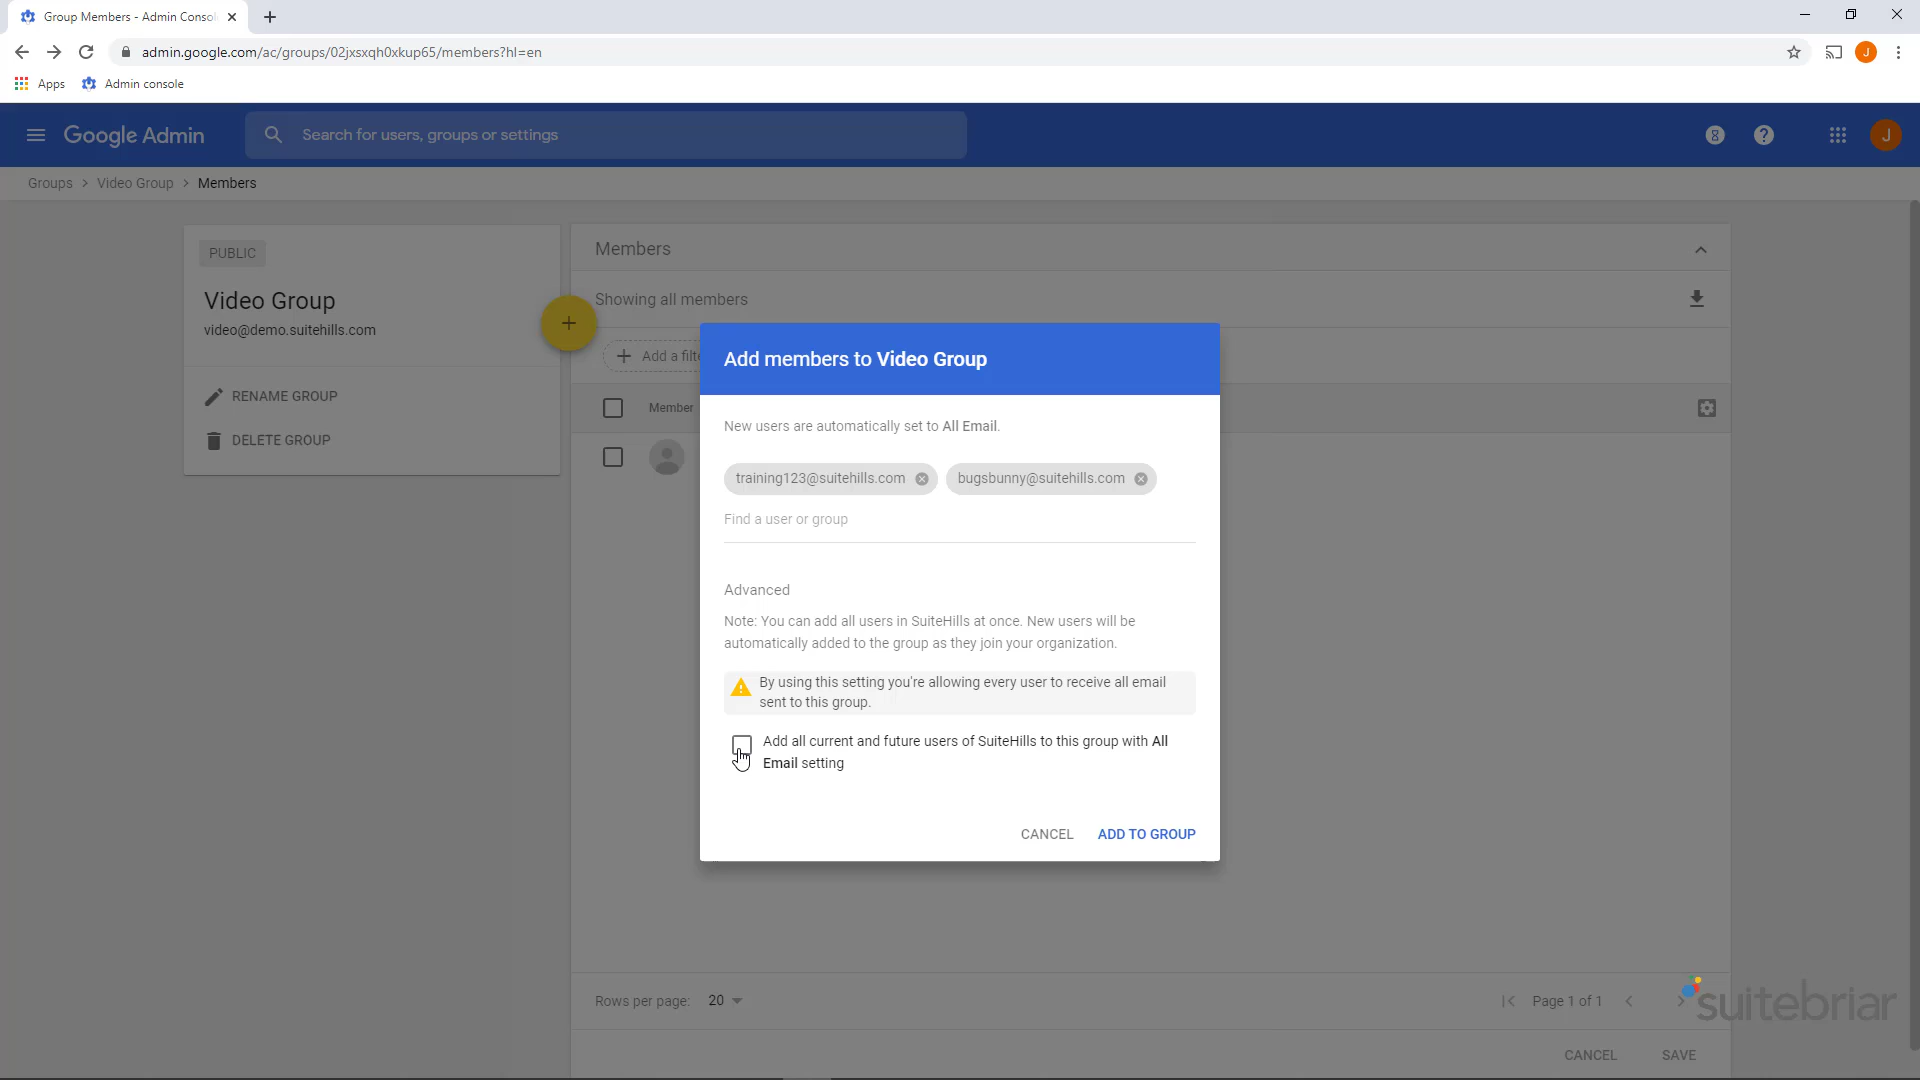 Group Members - Admin Consol
admin.google.com/ac/groups/02jxsxqh0xkup65/members?hl=en
J
Apps
Admin console
Google Admin
Search for users, groups or settings
8
?
J
Groups > Video Group > Members
PUBLIC
Video Group
video@demo.suitehills.com
RENAME GROUP
DELETE GROUP
Members
Showing all members
Add a filte
Member
Add members to Video Group
New users are automatically set to All Email.
training123@suitehills.com
bugsbunny@suitehills.com
Find a user or group
Advanced
Note: You can add all users in SuiteHills at once. New users will be
automatically added to the group as they join your organization.
By using this setting you're allowing every user to receive all email
sent to this group.
Add all current and future users of SuiteHills to this group with All
Email setting
CANCEL
ADD TO GROUP
Rows per page: 20
Page 1 of 1
suitebriar
CANCEL
SAVE